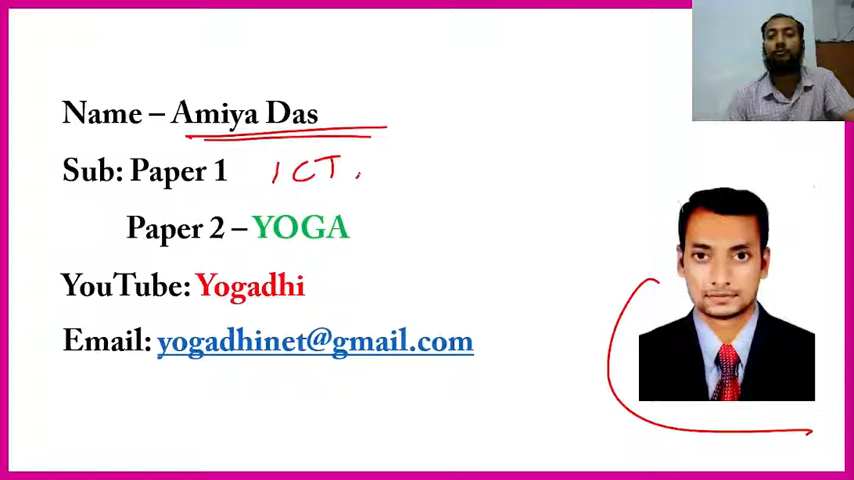 Name – Amiya Das
Sub: Paper 1 ICT.
Paper 2 – YOGA
YouTube: Yogadhi
Email: yogadhinet@gmail.com